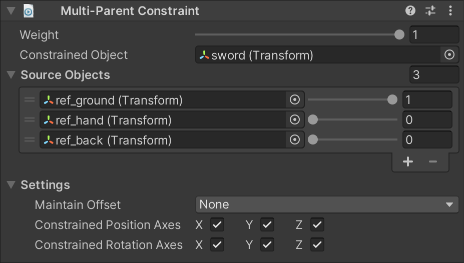 Multi-Parent Constraint
Weight 1
Constrained Object sword (Transform)
Source Objects 3
ref_ground (Transform) 1
ref_hand (Transform) 0
ref_back (Transform) 0
Settings
Maintain Offset None
Constrained Position Axes X Y Z
Constrained Rotation Axes X Y Z